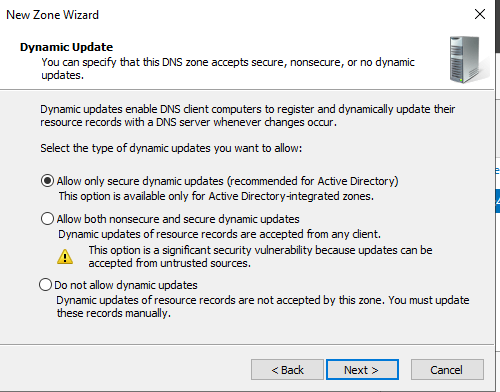 New Zone Wizard
Dynamic Update
You can specify that this DNS zone accepts secure, nonsecure, or no dynamic
updates.
Dynamic updates enable DNS client computers to register and dynamically update their
resource records with a DNS server whenever changes occur.
Select the type of dynamic updates you want to allow:
Allow only secure dynamic updates (recommended for Active Directory)
This option is available only for Active Directory-integrated zones.
Allow both nonsecure and secure dynamic updates
Dynamic updates of resource records are accepted from any client.
This option is a significant security vulnerability because updates can be
accepted from untrusted sources.
Do not allow dynamic updates
Dynamic updates of resource records are not accepted by this zone. You must update
these records manually.
< Back
Next >
Cancel